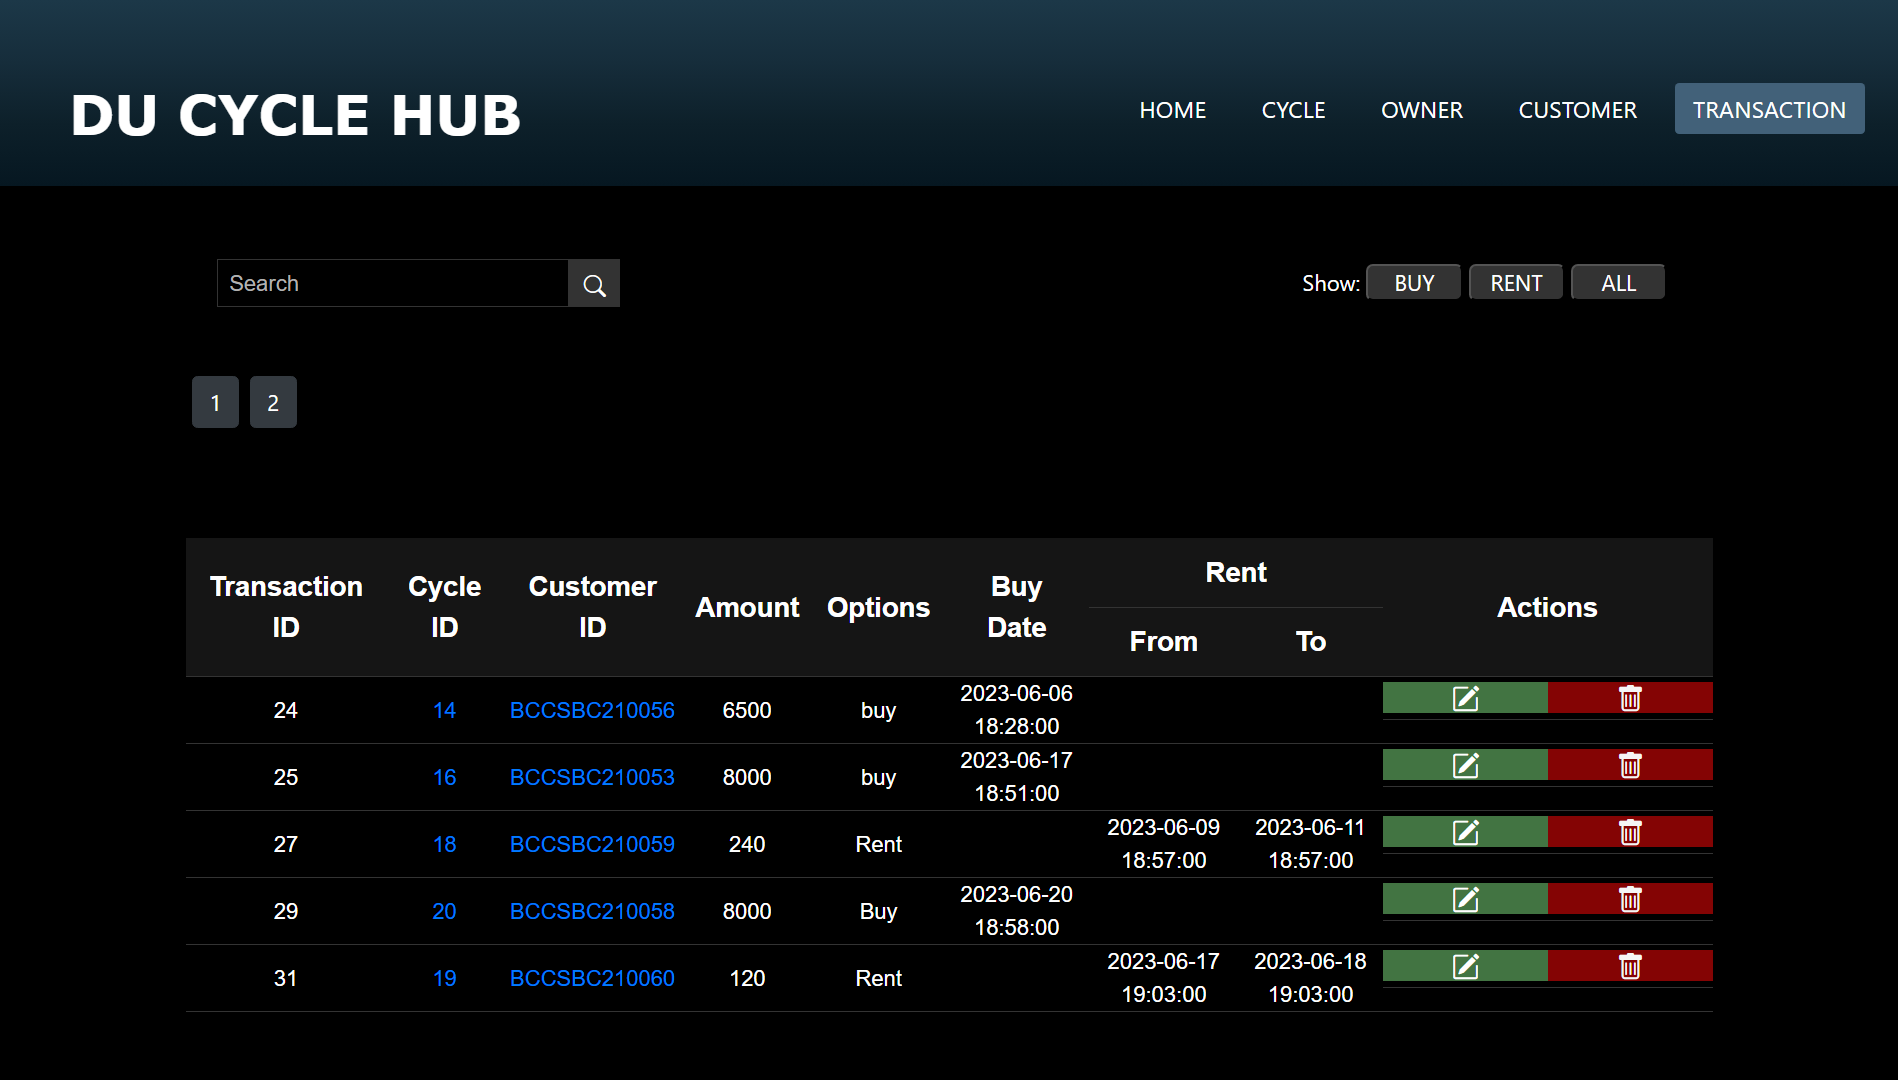 DU CYCLE HUB
HOME CYCLE OWNER CUSTOMER TRANSACTION
Search
Show: BUY RENT ALL
1 2
Transaction ID Cycle ID Customer ID Amount Options Buy Date Rent From To Actions
24 14 BCCSBC210056 6500 buy 2023-06-06 18:28:00
25 16 BCCSBC210053 8000 buy 2023-06-17 18:51:00
27 18 BCCSBC210059 240 Rent 2023-06-09 18:57:00 2023-06-11 18:57:00
29 20 BCCSBC210058 8000 Buy 2023-06-20 18:58:00
31 19 BCCSBC210060 120 Rent 2023-06-17 19:03:00 2023-06-18 19:03:00